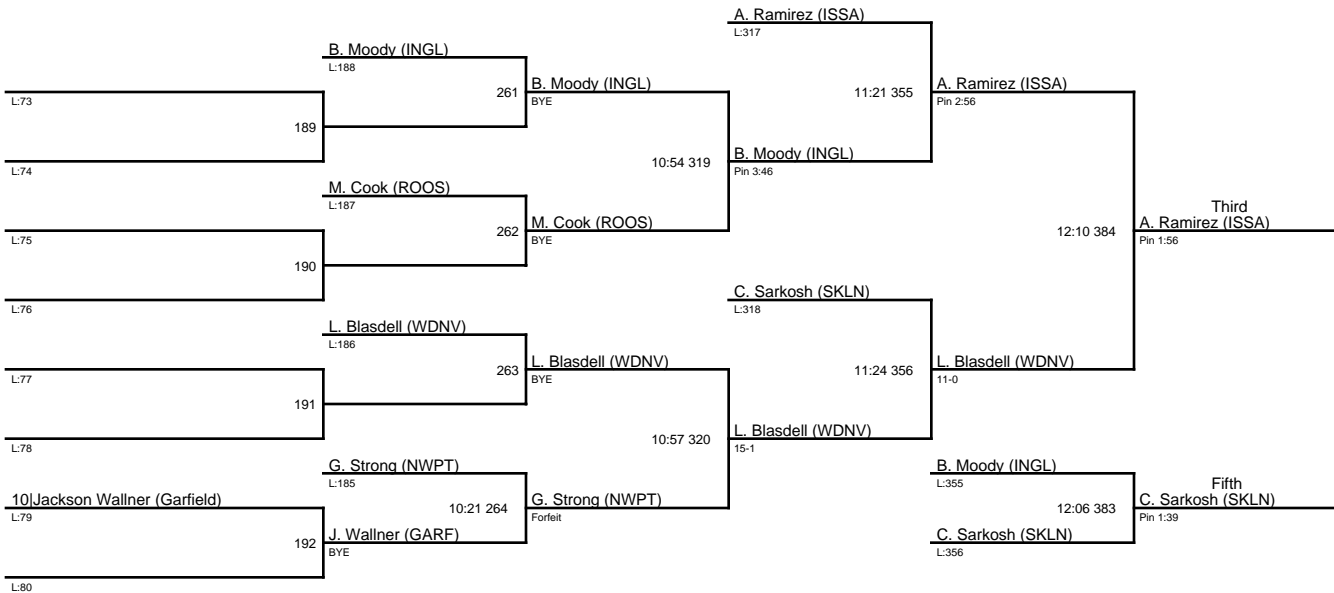 A. Ramirez (ISSA)
L:317
B. Moody (INGL)
L:188
L:73
261
B. Moody (INGL)
BYE
11:21 355
A. Ramirez (ISSA)
Pin 2:56
189
L:74
10:54 319
B. Moody (INGL)
Pin 3:46
M. Cook (ROOS)
L:187
L:75
262
M. Cook (ROOS)
BYE
12:10 384
Third
A. Ramirez (ISSA)
Pin 1:56
190
L:76
C. Sarkosh (SKLN)
L:318
L. Blasdell (WDNV)
L:186
L:77
263
L. Blasdell (WDNV)
BYE
11:24 356
L. Blasdell (WDNV)
11-0
191
L:78
10:57 320
L. Blasdell (WDNV)
15-1
G. Strong (NWPT)
L:185
B. Moody (INGL)
L:355
10|Jackson Wallner (Garfield)
L:79
10:21 264
G. Strong (NWPT)
Forfeit
12:06 383
Fifth
C. Sarkosh (SKLN)
Pin 1:39
192
J. Wallner (GARF)
BYE
C. Sarkosh (SKLN)
L:356
L:80